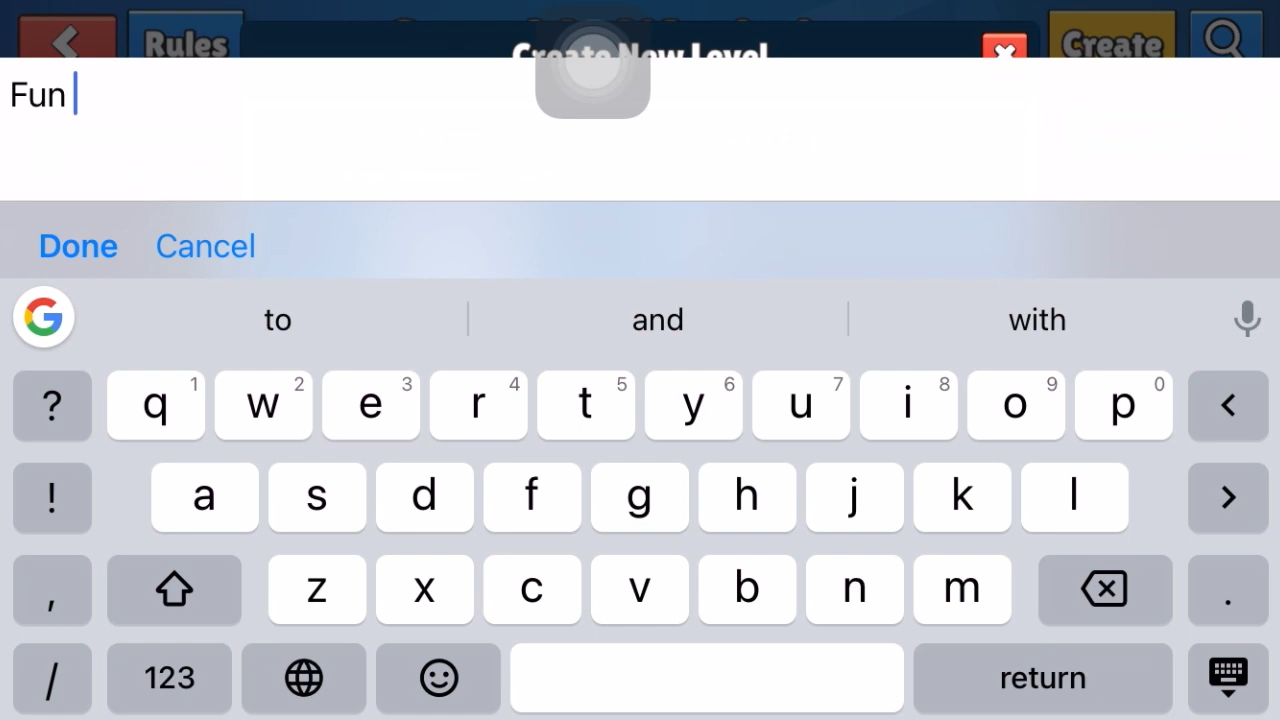 Rules
Create New Level
Create
Fun
Done Cancel
to and with
? q 1 w 2 e 3 r 4 t 5 y 6 u 7 i 8 o 9 p 0 <
! a s d f g h j k l >
, z x c v b n m .
/ 123 return